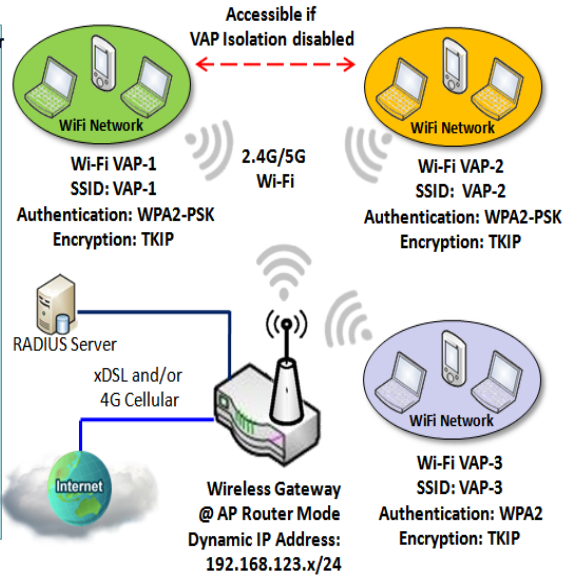 Accessible if
VAP Isolation disabled
r
WiFi Network
WiFi Network
Wi-Fi VAP-1
SSID: VAP-1
Authentication: WPA2-PSK
Encryption: TKIP
2.4G/5G
Wi-Fi
Wi-Fi VAP-2
SSID: VAP-2
Authentication: WPA2-PSK
Encryption: TKIP
RADIUS Server
xDSL and/or
4G Cellular
Internet
Wireless Gateway
@ AP Router Mode
Dynamic IP Address:
192.168.123.x/24
WiFi Network
Wi-Fi VAP-3
SSID: VAP-3
Authentication: WPA2
Encryption: TKIP